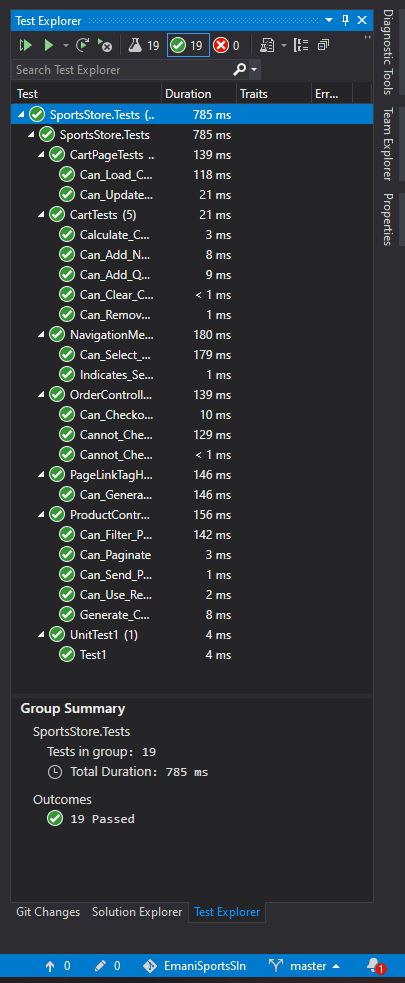 Test Explorer
19 19 0
Search Test Explorer
Test Duration Traits Err...
SportsStore.Tests (.. 785 ms
SportsStore.Tests 785 ms
CartPageTests .. 139 ms
Can_Load_C... 118 ms
Can_Update... 21 ms
CartTests (5) 21 ms
Calculate_C... 3 ms
Can_Add_N... 8 ms
Can_Add_Q... 9 ms
Can_Clear_C... < 1 ms
Can_Remov... 1 ms
NavigationMe... 180 ms
Can_Select_... 179 ms
Indicates_Se... 1 ms
OrderControll... 139 ms
Can_Checko... 10 ms
Cannot_Che... 129 ms
Cannot_Che... < 1 ms
PageLinkTagH... 146 ms
Can_Genera... 146 ms
ProductContr... 156 ms
Can_Filter_P... 142 ms
Can_Paginate 3 ms
Can_Send_P... 1 ms
Can_Use_Re... 2 ms
Generate_C... 8 ms
UnitTest1 (1) 4 ms
Test1 4 ms
Group Summary
SportsStore.Tests
Tests in group: 19
Total Duration: 785 ms
Outcomes
19 Passed
Git Changes Solution Explorer Test Explorer
0 0 EmaniSportsSln master 1
Diagnostic Tools
Team Explorer
Properties